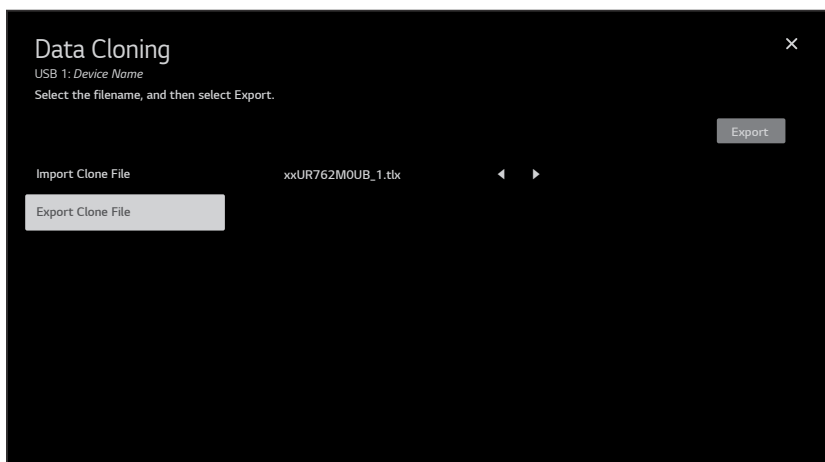 Data Cloning
USB 1: Device Name
Select the filename, and then select Export.
Export
Import Clone File xxUR762M0UB_1.tlx
Export Clone File